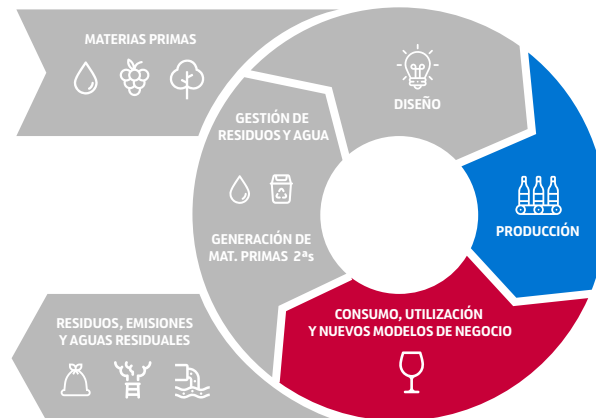 MATERIAS PRIMAS
DISEÑO
GESTIÓN DE
RESIDUOS Y AGUA
PRODUCCIÓN
GENERACIÓN DE
MAT. PRIMAS 2ªs
CONSUMO, UTILIZACIÓN
Y NUEVOS MODELOS DE NEGOCIO
RESIDUOS, EMISIONES
Y AGUAS RESIDUALES